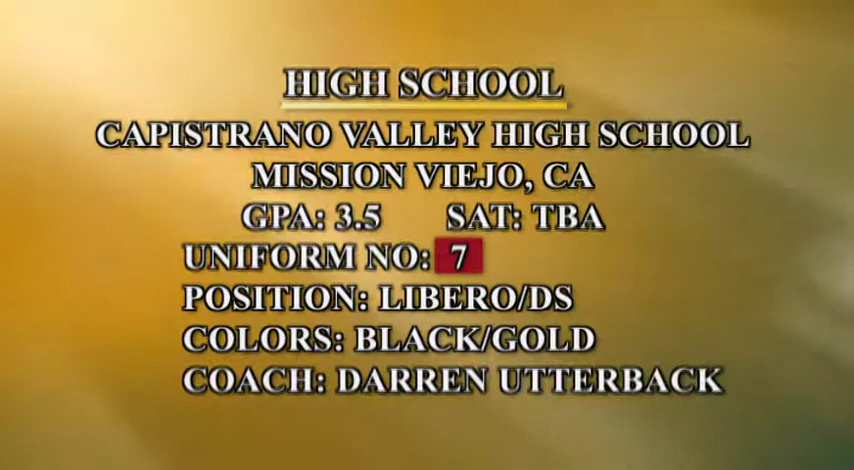 HIGH SCHOOL
CAPISTRANO VALLEY HIGH SCHOOL
MISSION VIEJO, CA
GPA: 3.5 SAT: TBA
UNIFORM NO: 7
POSITION: LIBERO/DS
COLORS: BLACK/GOLD
COACH: DARREN UTTERBACK